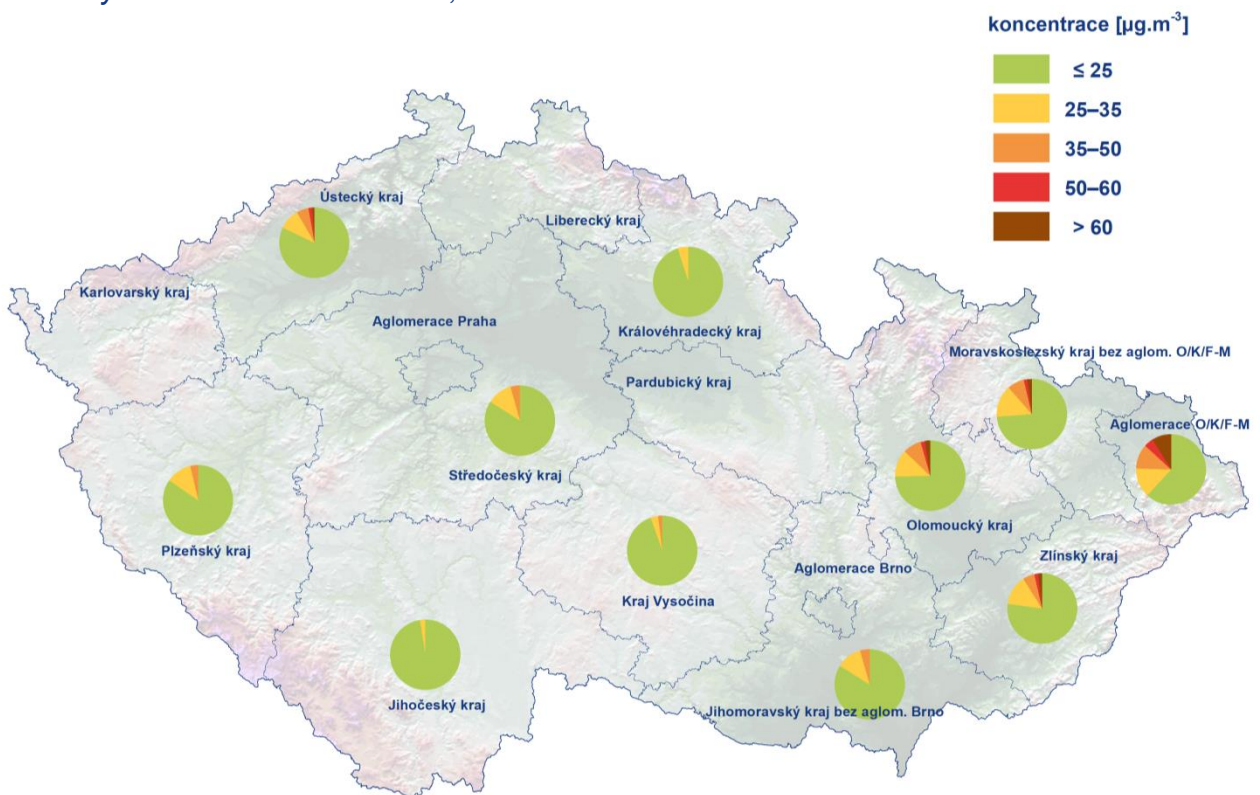 koncentrace [µg.m⁻³]
≤ 25
25–35
35–50
50–60
> 60
Ústecký kraj
Liberecký kraj
Karlovarský kraj
Aglomerace Praha
Královéhradecký kraj
Moravskoslezský kraj bez aglom. O/K/F-M
Pardubický kraj
Aglomerace O/K/F-M
Středočeský kraj
Olomoucký kraj
Plzeňský kraj
Zlínský kraj
Aglomerace Brno
Kraj Vysočina
Jihočeský kraj
Jihomoravský kraj bez aglom. Brno